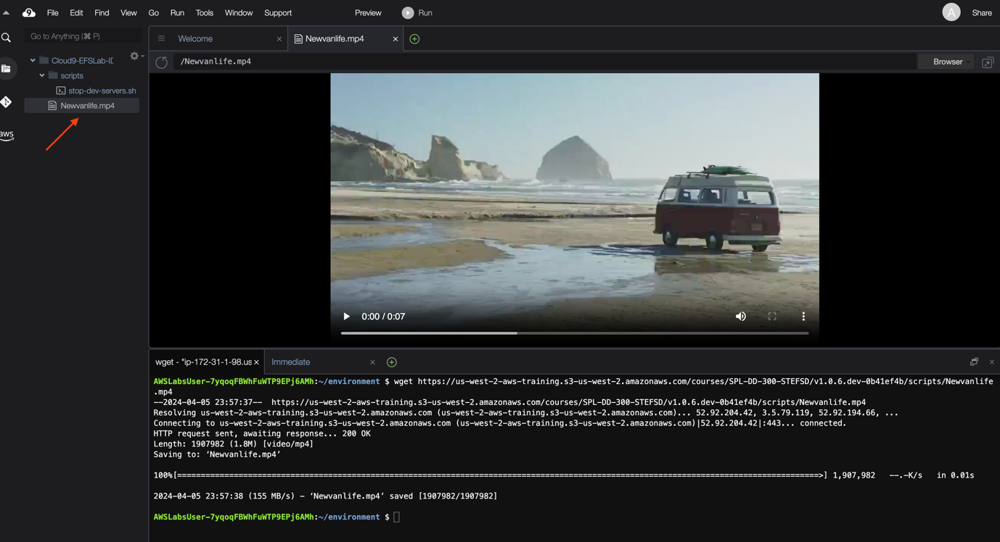 9 File Edit Find View Go Run Tools Window Support Preview Run A Share
Go to Anything (⌘ P)
Welcome
Newvanlife.mp4
/Newvanlife.mp4
Browser
Cloud9-EFSLab-I
scripts
stop-dev-servers.sh
Newvanlife.mp4
aws
0:00 / 0:07
wget - "ip-172-31-1-98.us
Immediate
AWSLabsUser-7yqoqFBWhFuWTP9EPj6AMh:~/environment $ wget https://us-west-2-aws-training.s3-us-west-2.amazonaws.com/courses/SPL-DD-300-STEFSD/v1.0.6.dev-0b41ef4b/scripts/Newvanlife
.mp4
--2024-04-05 23:57:37-- https://us-west-2-aws-training.s3-us-west-2.amazonaws.com/courses/SPL-DD-300-STEFSD/v1.0.6.dev-0b41ef4b/scripts/Newvanlife.mp4
Resolving us-west-2-aws-training.s3-us-west-2.amazonaws.com (us-west-2-aws-training.s3-us-west-2.amazonaws.com)... 52.92.204.42, 3.5.79.119, 52.92.194.66, ...
Connecting to us-west-2-aws-training.s3-us-west-2.amazonaws.com (us-west-2-aws-training.s3-us-west-2.amazonaws.com)|52.92.204.42|:443... connected.
HTTP request sent, awaiting response... 200 OK
Length: 1907982 (1.8M) [video/mp4]
Saving to: ‘Newvanlife.mp4’
100%[==========================================================================================================================================>] 1,907,982 --.-K/s in 0.01s
2024-04-05 23:57:38 (155 MB/s) - ‘Newvanlife.mp4’ saved [1907982/1907982]
AWSLabsUser-7yqoqFBWhFuWTP9EPj6AMh:~/environment $